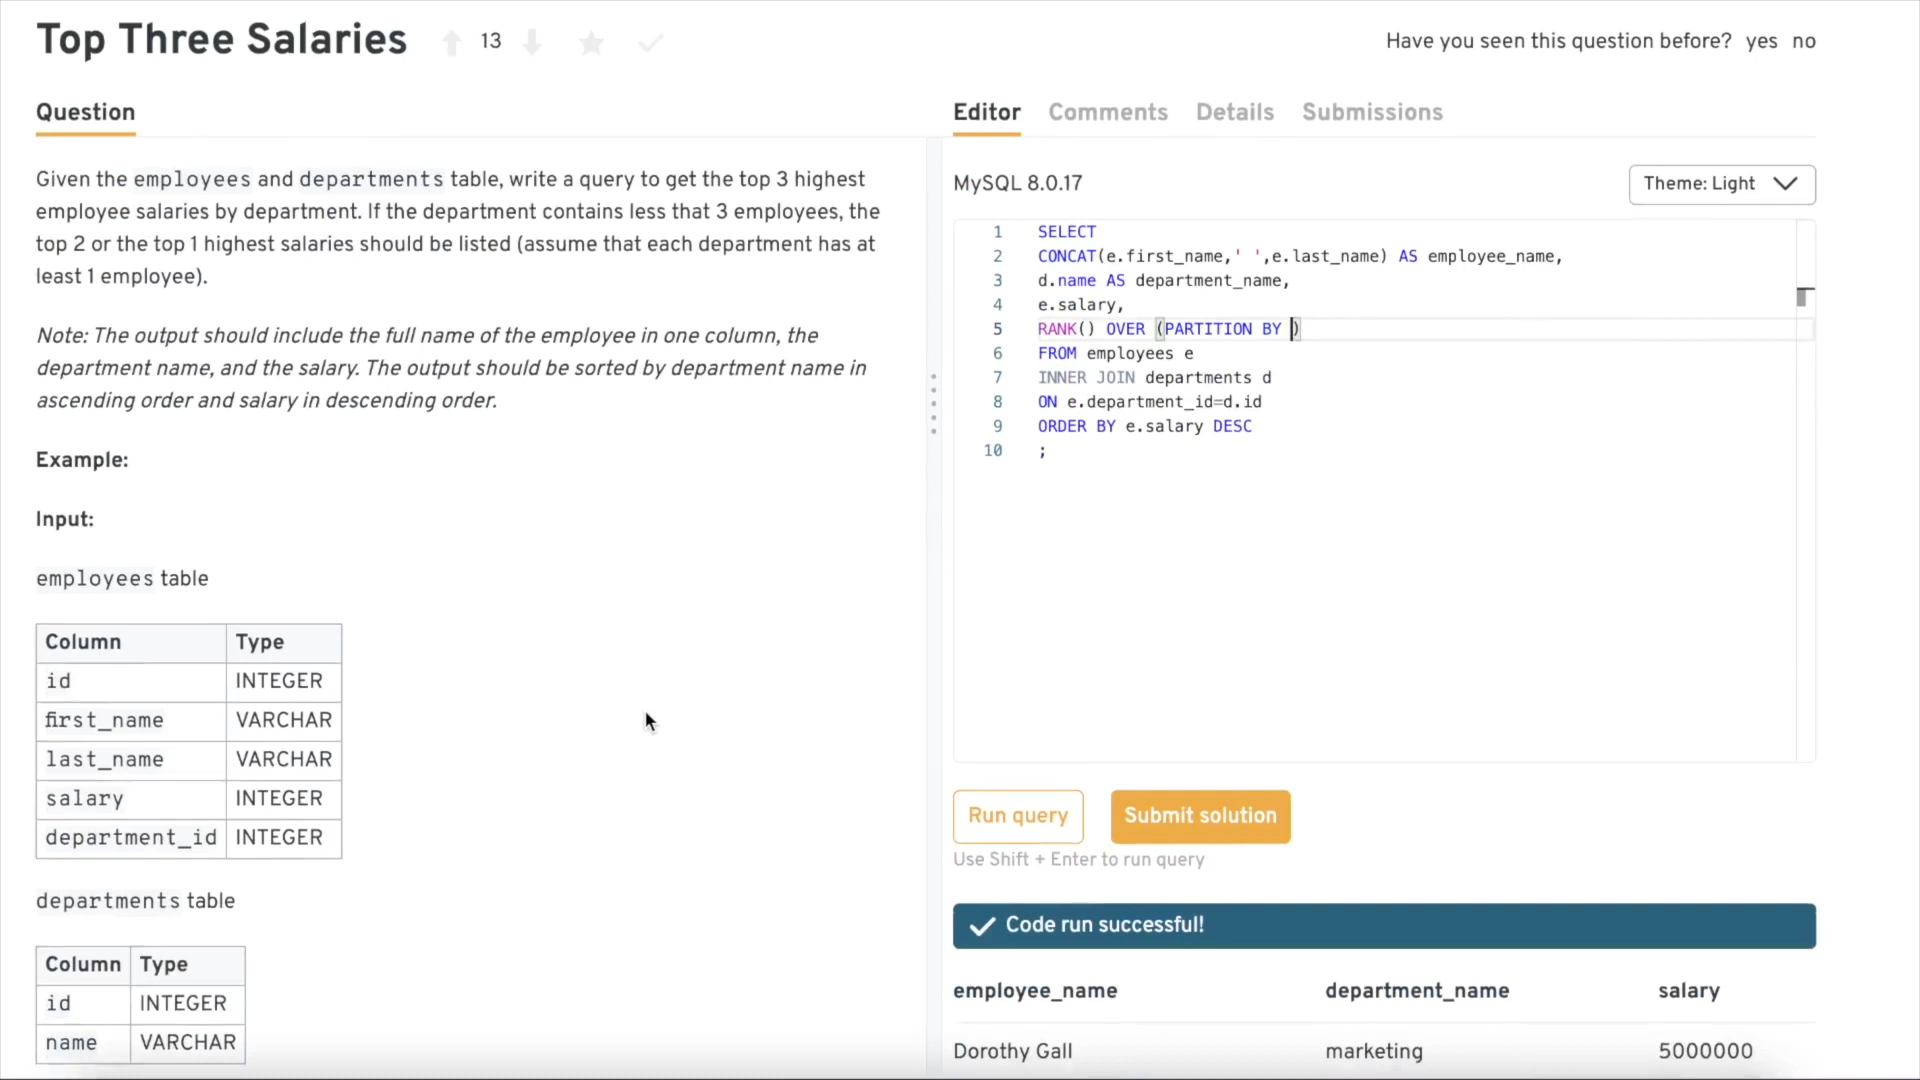 Top Three Salaries
13
Have you seen this question before? yes no
Question
Given the employees and departments table, write a query to get the top 3 highest
employee salaries by department. If the department contains less that 3 employees, the
top 2 or the top 1 highest salaries should be listed (assume that each department has at
least 1 employee).
Note: The output should include the full name of the employee in one column, the
department name, and the salary. The output should be sorted by department name in
ascending order and salary in descending order.
Example:
Input:
employees table
Column Type
id INTEGER
first_name VARCHAR
last_name VARCHAR
salary INTEGER
department_id INTEGER
departments table
Column Type
id INTEGER
name VARCHAR
Editor Comments Details Submissions
MySQL 8.0.17
Theme: Light
1 SELECT
2 CONCAT(e.first_name,' ',e.last_name) AS employee_name,
3 d.name AS department_name,
4 e.salary,
5 RANK() OVER (PARTITION BY )
6 FROM employees e
7 INNER JOIN departments d
8 ON e.department_id=d.id
9 ORDER BY e.salary DESC
10 ;
Run query Submit solution
Use Shift + Enter to run query
Code run successful!
employee_name department_name salary
Dorothy Gall marketing 5000000